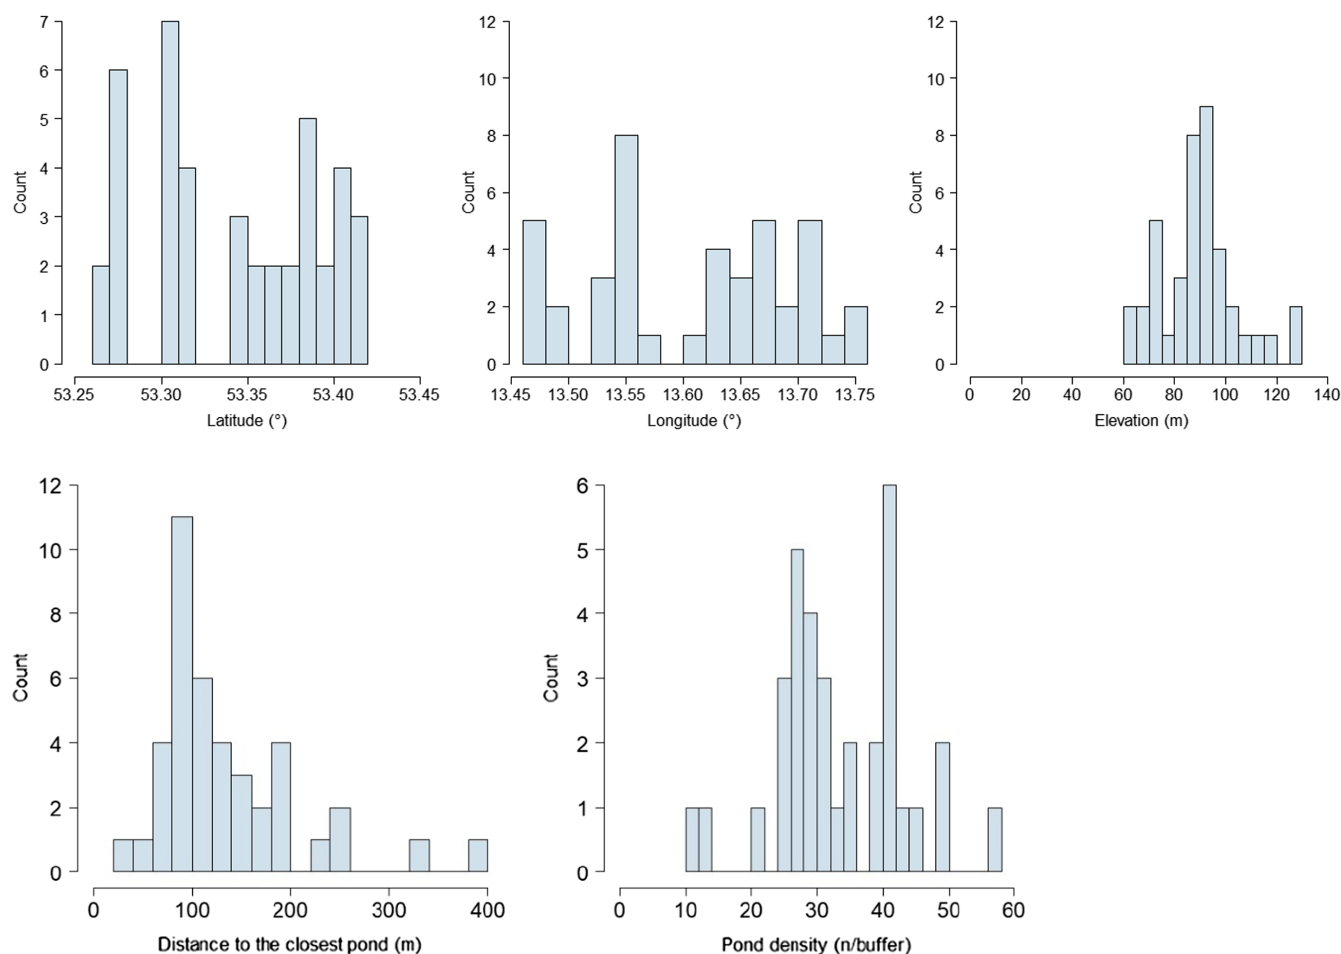 7
6
5
4
3
2
1
0
Count
53.25 53.30 53.35 53.40 53.45
Latitude (°)
12
10
8
6
4
2
0
Count
13.45 13.50 13.55 13.60 13.65 13.70 13.75
Longitude (°)
12
10
8
6
4
2
0
Count
0 20 40 60 80 100 120 140
Elevation (m)
12
10
8
6
4
2
0
Count
0 100 200 300 400
Distance to the closest pond (m)
6
5
4
3
2
1
0
Count
0 10 20 30 40 50 60
Pond density (n/buffer)